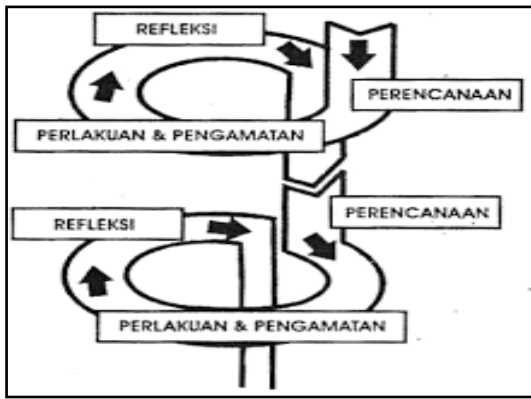 REFLEKSI
PERENCANAAN
PERLAKUAN & PENGAMATAN
REFLEKSI
PERENCANAAN
PERLAKUAN & PENGAMATAN